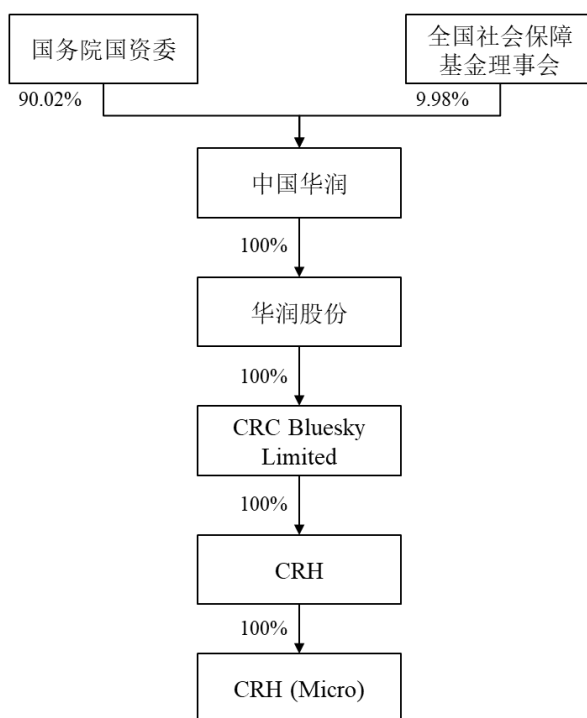 国务院国资委
全国社会保障
基金理事会
90.02%
9.98%
中国华润
100%
华润股份
100%
CRC Bluesky
Limited
100%
CRH
100%
CRH (Micro)